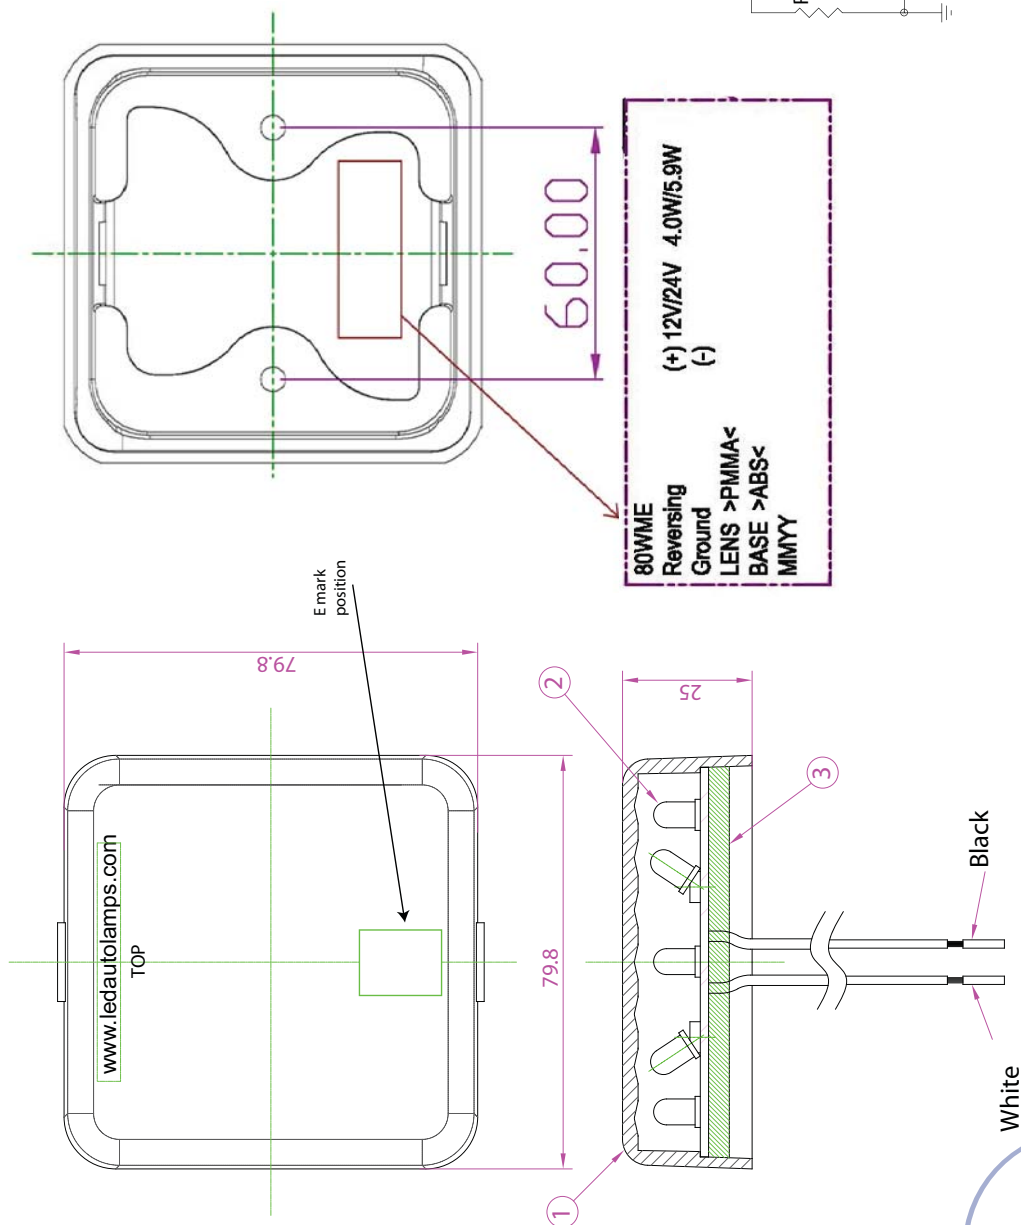 www.ledautolamps.com
TOP
E mark
position
79.8
79.8
60.00
80WME
Reversing (+) 12V/24V 4.0W/5.9W
Ground (-)
LENS >PMMA<
BASE >ABS<
MMYY
1
2
3
25
White
Black